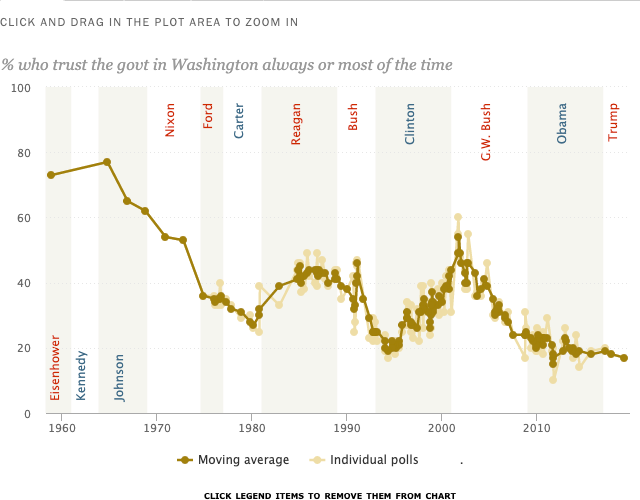 CLICK AND DRAG IN THE PLOT AREA TO ZOOM IN
% who trust the govt in Washington always or most of the time
100
80
60
40
20
0
Eisenhower
Kennedy
Johnson
Nixon
Ford
Carter
Reagan
Bush
Clinton
G.W. Bush
Obama
Trump
1960 1970 1980 1990 2000 2010
Moving average Individual polls .
CLICK LEGEND ITEMS TO REMOVE THEM FROM CHART